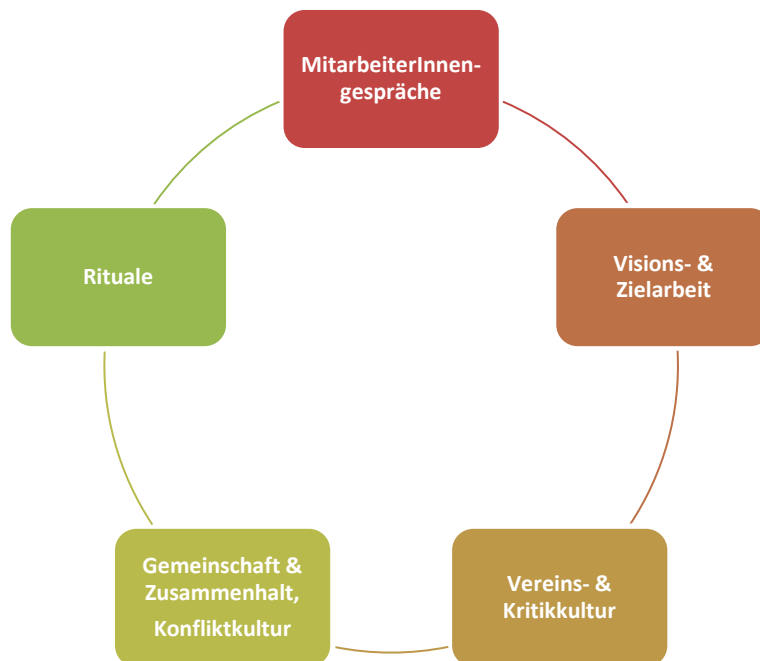 MitarbeiterInnen-
gespräche
Rituale
Visions- &
Zielarbeit
Gemeinschaft &
Zusammenhalt,
Konfliktkultur
Vereins- &
Kritikkultur